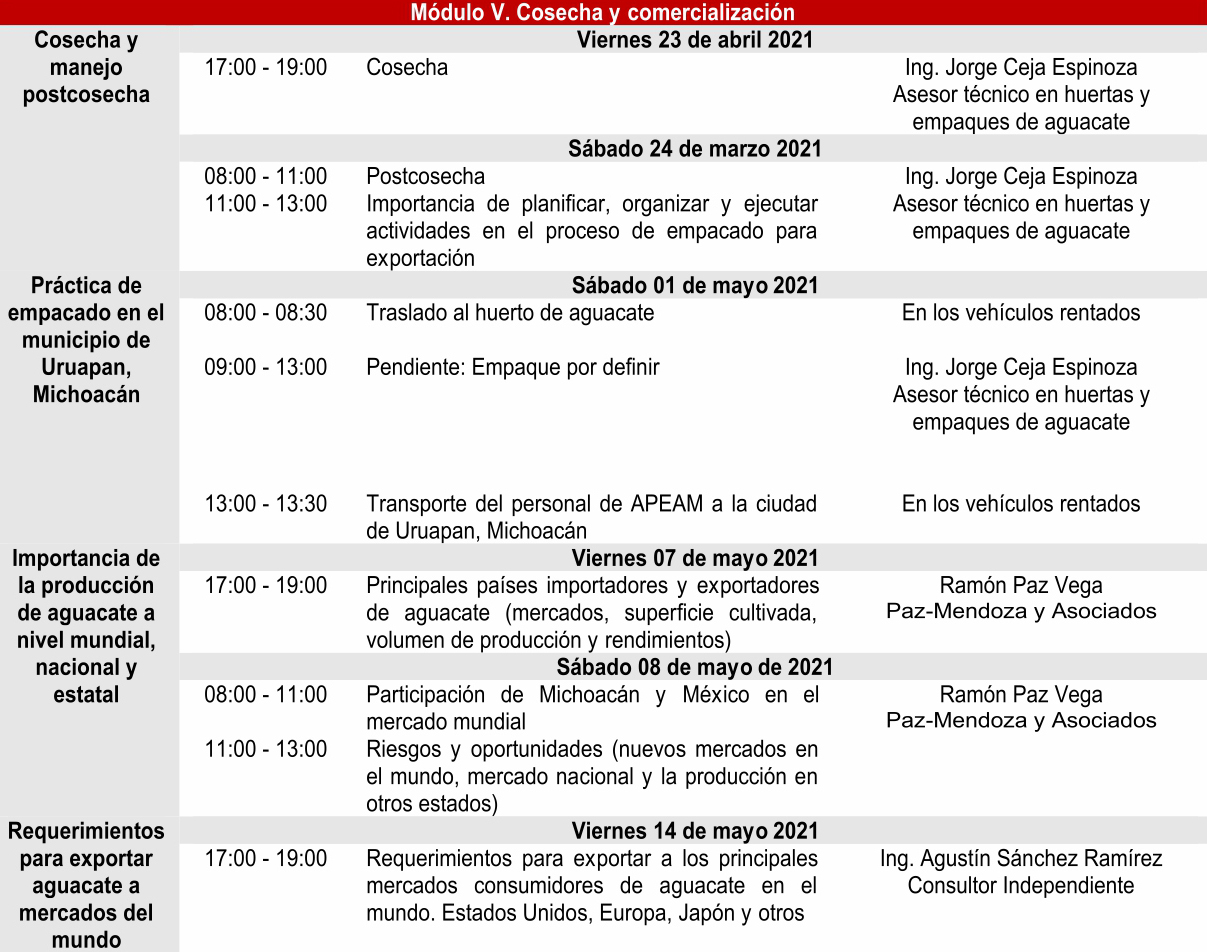 Módulo V. Cosecha y comercialización
Cosecha y
manejo
postcosecha
Viernes 23 de abril 2021
17:00 - 19:00 Cosecha Ing. Jorge Ceja Espinoza
Asesor técnico en huertas y
empaques de aguacate
Sábado 24 de marzo 2021
08:00 - 11:00 Postcosecha Ing. Jorge Ceja Espinoza
11:00 - 13:00 Importancia de planificar, organizar y ejecutar Asesor técnico en huertas y
actividades en el proceso de empacado para empaques de aguacate
exportación
Práctica de
empacado en el
municipio de
Uruapan,
Michoacán
Sábado 01 de mayo 2021
08:00 - 08:30 Traslado al huerto de aguacate En los vehículos rentados
09:00 - 13:00 Pendiente: Empaque por definir Ing. Jorge Ceja Espinoza
Asesor técnico en huertas y
empaques de aguacate
13:00 - 13:30 Transporte del personal de APEAM a la ciudad En los vehículos rentados
de Uruapan, Michoacán
Importancia de
la producción
de aguacate a
nivel mundial,
nacional y
estatal
Viernes 07 de mayo 2021
17:00 - 19:00 Principales países importadores y exportadores Ramón Paz Vega
de aguacate (mercados, superficie cultivada, Paz-Mendoza y Asociados
volumen de producción y rendimientos)
Sábado 08 de mayo de 2021
08:00 - 11:00 Participación de Michoacán y México en el Ramón Paz Vega
mercado mundial Paz-Mendoza y Asociados
11:00 - 13:00 Riesgos y oportunidades (nuevos mercados en
el mundo, mercado nacional y la producción en
otros estados)
Requerimientos
para exportar
aguacate a
mercados del
mundo
Viernes 14 de mayo 2021
17:00 - 19:00 Requerimientos para exportar a los principales Ing. Agustín Sánchez Ramírez
mercados consumidores de aguacate en el Consultor Independiente
mundo. Estados Unidos, Europa, Japón y otros